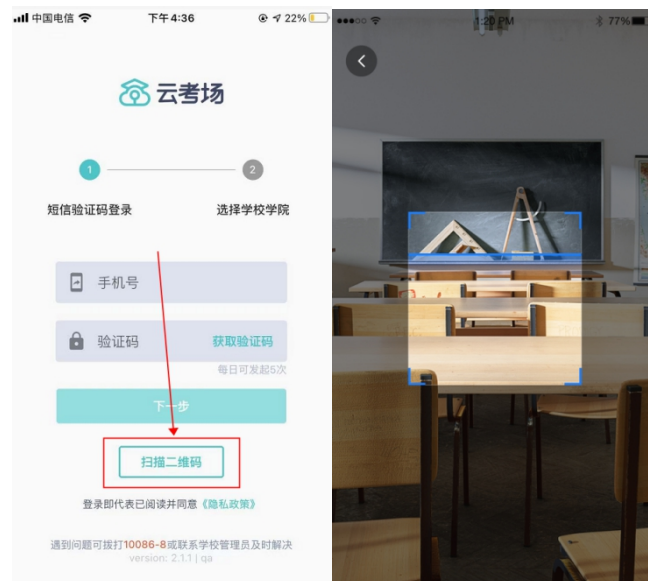 中国电信 下午4:36 22%
云考场
1 2
短信验证码登录 选择学校学院
手机号
验证码 获取验证码
每日可发起5次
下一步
扫描二维码
登录即代表已阅读并同意《隐私政策》
遇到问题可拨打10086-8或联系学校管理员及时解决
version: 2.1.1 | qa
1:20 PM 77%